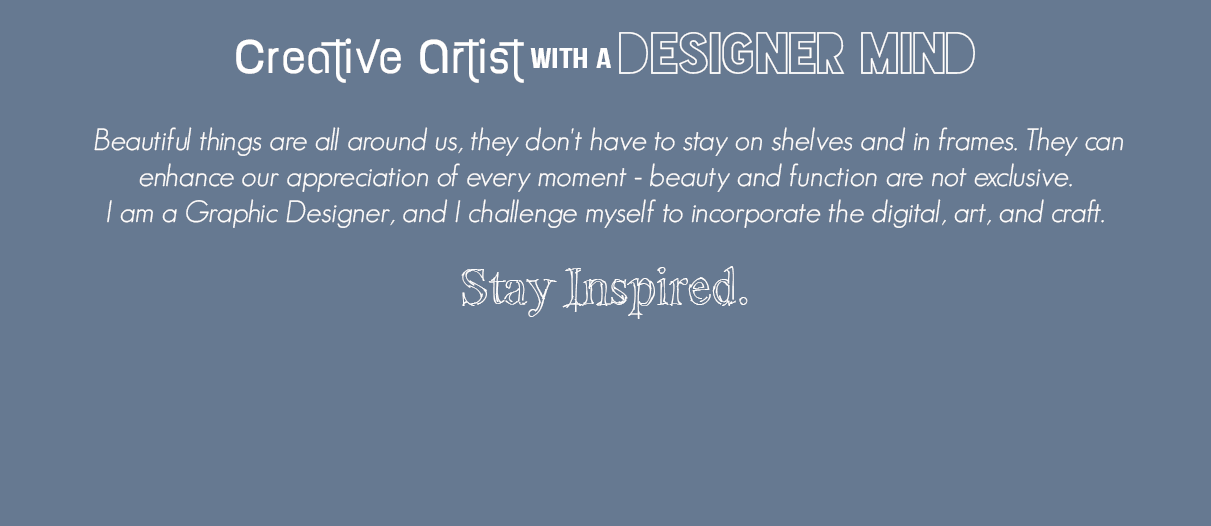 Creative Artist WITH A DESIGNER MIND
Beautiful things are all around us, they don't have to stay on shelves and in frames. They can
enhance our appreciation of every moment - beauty and function are not exclusive.
I am a Graphic Designer, and I challenge myself to incorporate the digital, art, and craft.
Stay Inspired.